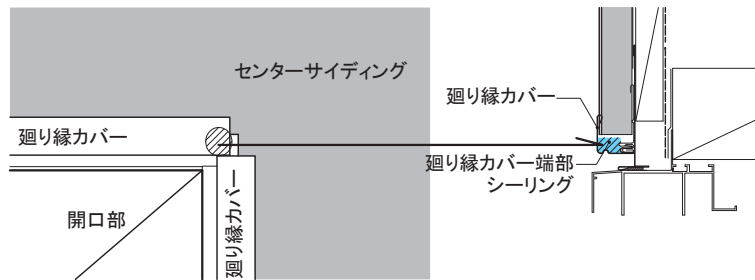 センターサイディング
廻り縁カバー
廻り縁カバー
廻り縁カバー端部
シーリング
開口部
廻り縁カバー